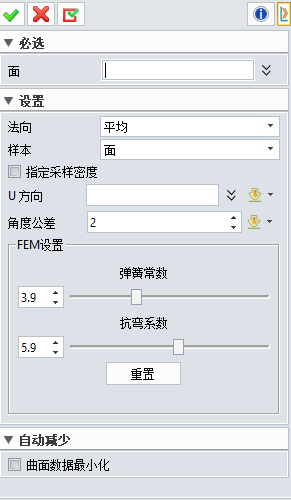 必选
面
设置
法向 平均
样本 面
指定采样密度
U 方向
角度公差 2
FEM设置
弹簧常数
3.9
抗弯系数
5.9
重置
自动减少
曲面数据最小化